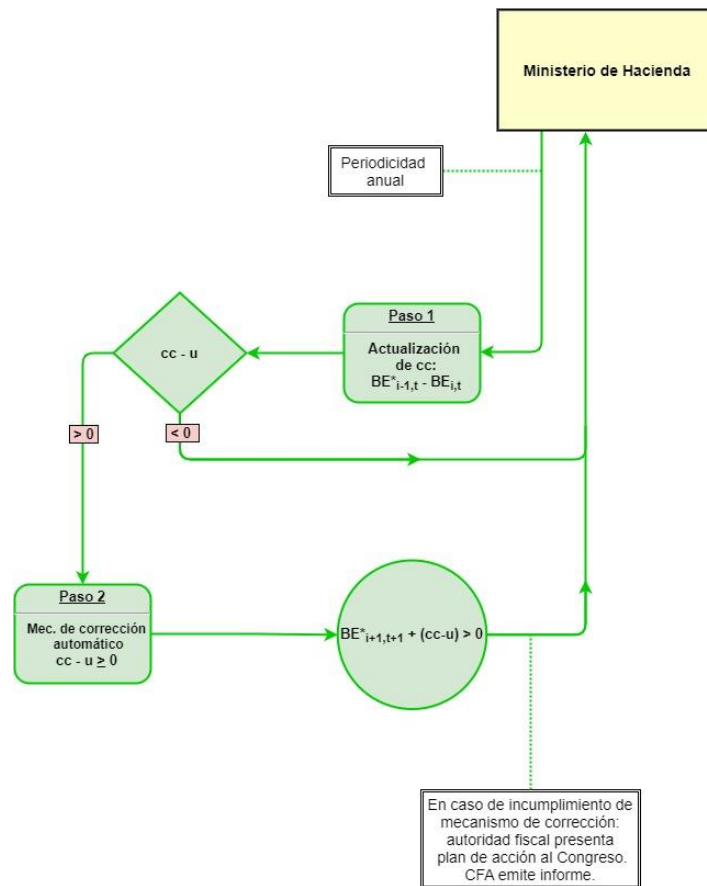 Ministerio de Hacienda
Periodicidad
anual
Paso 1
Actualización
de cc:
BE*i-1,t - BEi,t
cc - u
> 0
< 0
Paso 2
Mec. de corrección
automático
cc - u ≥ 0
BE*i+1,t+1 + (cc-u) > 0
En caso de incumplimiento de
mecanismo de corrección:
autoridad fiscal presenta
plan de acción al Congreso.
CFA emite informe.